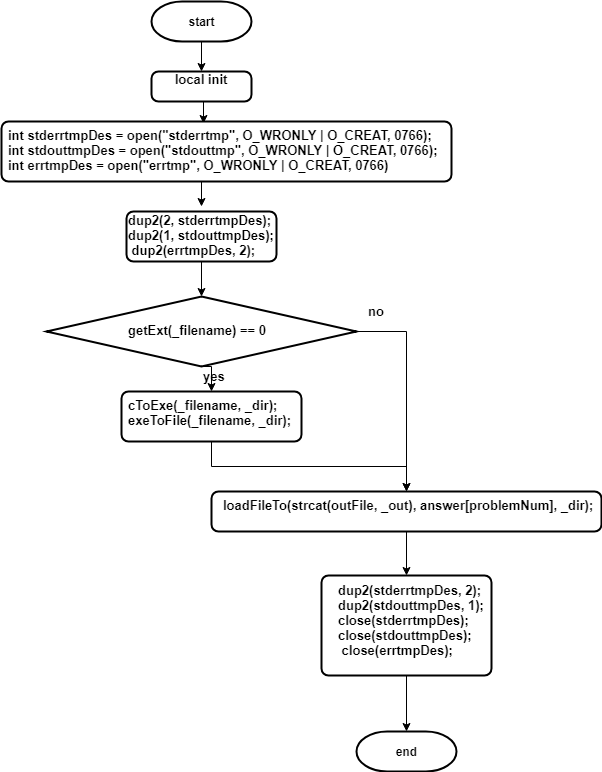 start
local init
int stderrtmpDes = open("stderrtmp", O_WRONLY | O_CREAT, 0766);
int stdouttmpDes = open("stdouttmp", O_WRONLY | O_CREAT, 0766);
int errtmpDes = open("errtmp", O_WRONLY | O_CREAT, 0766)
dup2(2, stderrtmpDes);
dup2(1, stdouttmpDes);
dup2(errtmpDes, 2);
no
getExt(_filename) == 0
yes
cToExe(_filename, _dir);
exeToFile(_filename, _dir);
loadFileTo(strcat(outFile, _out), answer[problemNum], _dir);
dup2(stderrtmpDes, 2);
dup2(stdouttmpDes, 1);
close(stderrtmpDes);
close(stdouttmpDes);
close(errtmpDes);
end